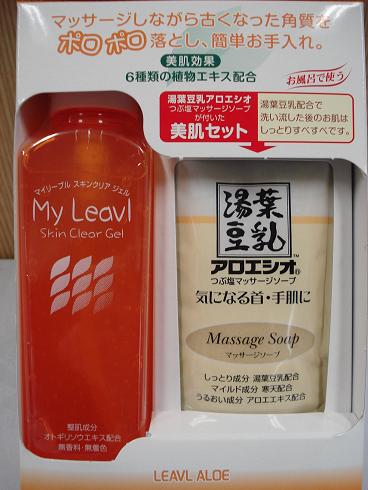 マッサージしながら古くなった角質を
ポロポロ落とし、簡単お手入れ。
美肌効果
6種類の植物エキス配合
お風呂で使う
湯葉豆乳アロエシオ
つぶ塩マッサージソープ
が付いた
美肌セット
湯葉豆乳配合で
洗い流した後のお肌は
しっとりすべすべです。
マイリーブル スキンクリア ジェル
My Leavl
Skin Clear Gel
整肌成分
オトギリソウエキス配合
無香料・無着色
湯葉
豆乳
アロエシオ™
つぶ塩マッサージソープ
気になる首・手肌に
Massage Soap
マッサージソープ
しっとり成分 湯葉豆乳配合
マイルド成分 寒天配合
うるおい成分 アロエエキス配合
LEAVL ALOE